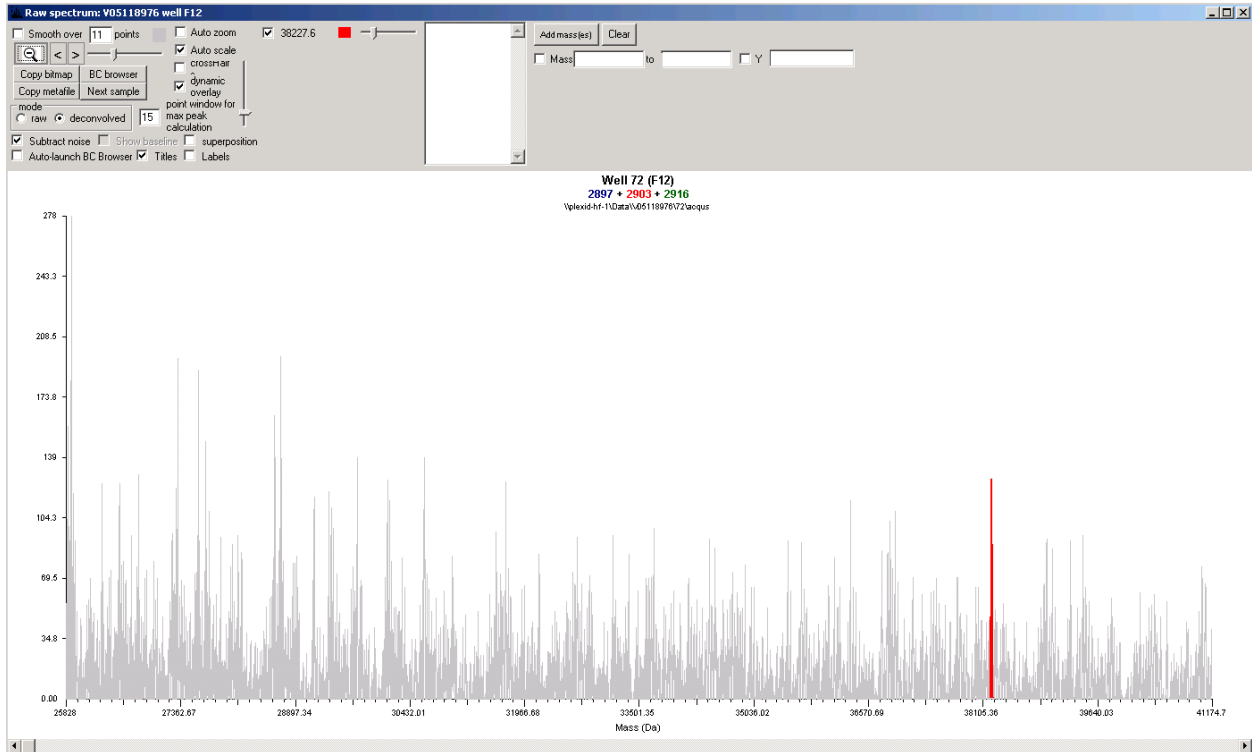 Raw spectrum: V05118976 well F12
Smooth over 11 points
Auto zoom
38227.6
Add mass(es) Clear
< >
Auto scale
Mass to Y
crossHair
Copy bitmap BC browser
dynamic overlay
Copy metafile Next sample
mode
raw deconvolved
15 point window for max peak calculation
Subtract noise Show baseline superposition
Auto-launch BC Browser Titles Labels
Well 72 (F12)
2897 + 2903 + 2916
\\plexid-hf-1\Data\\v05118976\72\acqus
278
243.3
208.5
173.8
139
104.3
69.5
34.8
0.00
25828 27362.67 28897.34 30432.01 31966.68 33501.35 35036.02 36570.69 38105.36 39640.03 41174.7
Mass (Da)